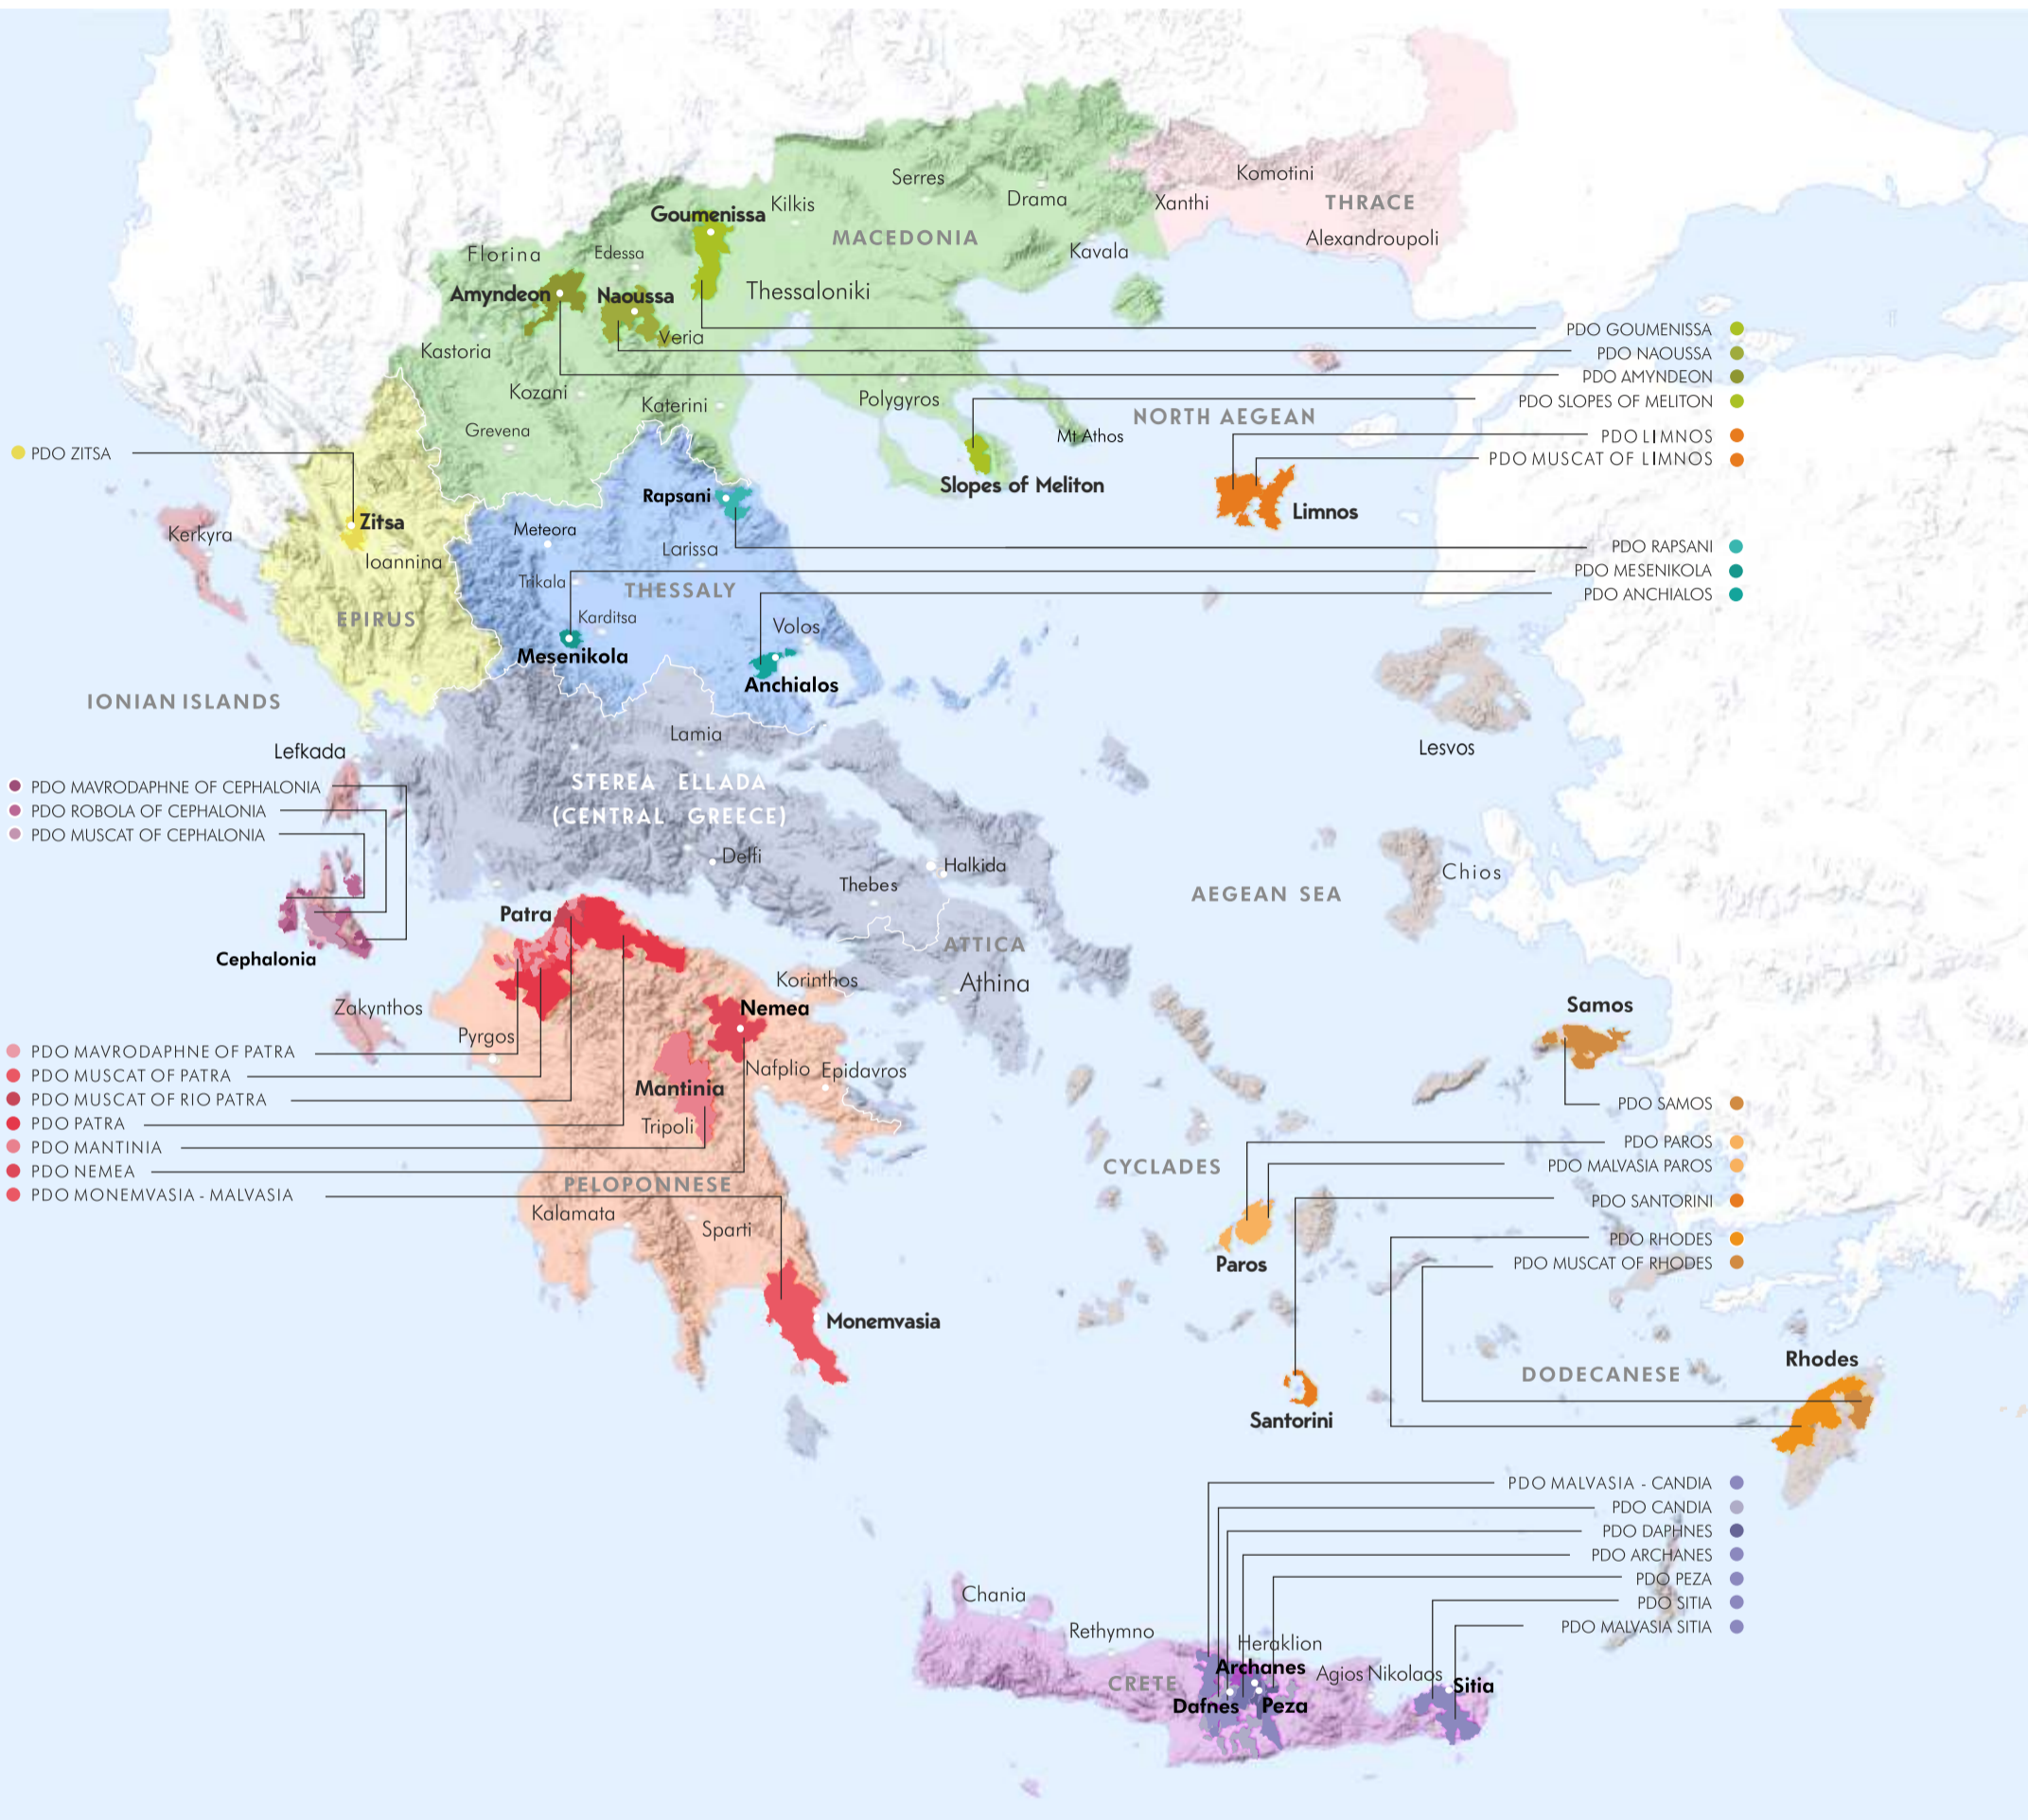 Komotini
Serres
Drama
Xanthi
THRACE
Kilkis
Goumenissa
MACEDONIA
Alexandroupoli
Florina
Edessa
Kavala
Amyndeon
Naoussa
Thessaloniki
Veria
PDO GOUMENISSA
Kastoria
PDO NAOUSSA
PDO AMYNDEON
Kozani
Katerini
Polygyros
PDO SLOPES OF MELITON
NORTH AEGEAN
Grevena
Mt Athos
PDO LIMNOS
PDO ZITSA
PDO MUSCAT OF LIMNOS
Slopes of Meliton
Rapsani
Limnos
Zitsa
Meteora
Kerkyra
Larissa
PDO RAPSANI
Ioannina
PDO MESENIKOLA
Trikala
THESSALY
PDO ANCHIALOS
EPIRUS
Karditsa
Volos
Mesenikola
Anchialos
IONIAN ISLANDS
Lamia
Lefkada
Lesvos
STEREA ELLADA
(CENTRAL GREECE)
PDO MAVRODAPHNE OF CEPHALONIA
PDO ROBOLA OF CEPHALONIA
PDO MUSCAT OF CEPHALONIA
Delfi
Halkida
Chios
Thebes
AEGEAN SEA
Patra
ATTICA
Cephalonia
Korinthos
Athina
Zakynthos
Nemea
Samos
Pyrgos
PDO MAVRODAPHNE OF PATRA
PDO MUSCAT OF PATRA
PDO MUSCAT OF RIO PATRA
PDO PATRA
PDO MANTINIA
PDO NEMEA
PDO MONEMVASIA - MALVASIA
Nafplio
Epidavros
Mantinia
Tripoli
PDO SAMOS
PDO PAROS
CYCLADES
PDO MALVASIA PAROS
PELOPONNESE
PDO SANTORINI
Kalamata
Sparti
PDO RHODES
PDO MUSCAT OF RHODES
Paros
Monemvasia
Rhodes
DODECANESE
Santorini
PDO MALVASIA - CANDIA
PDO CANDIA
PDO DAPHNES
PDO ARCHANES
PDO PEZA
PDO SITIA
PDO MALVASIA SITIA
Chania
Rethymno
Heraklion
Archanes
Agios Nikolaos
CRETE
Sitia
Dafnes
Peza